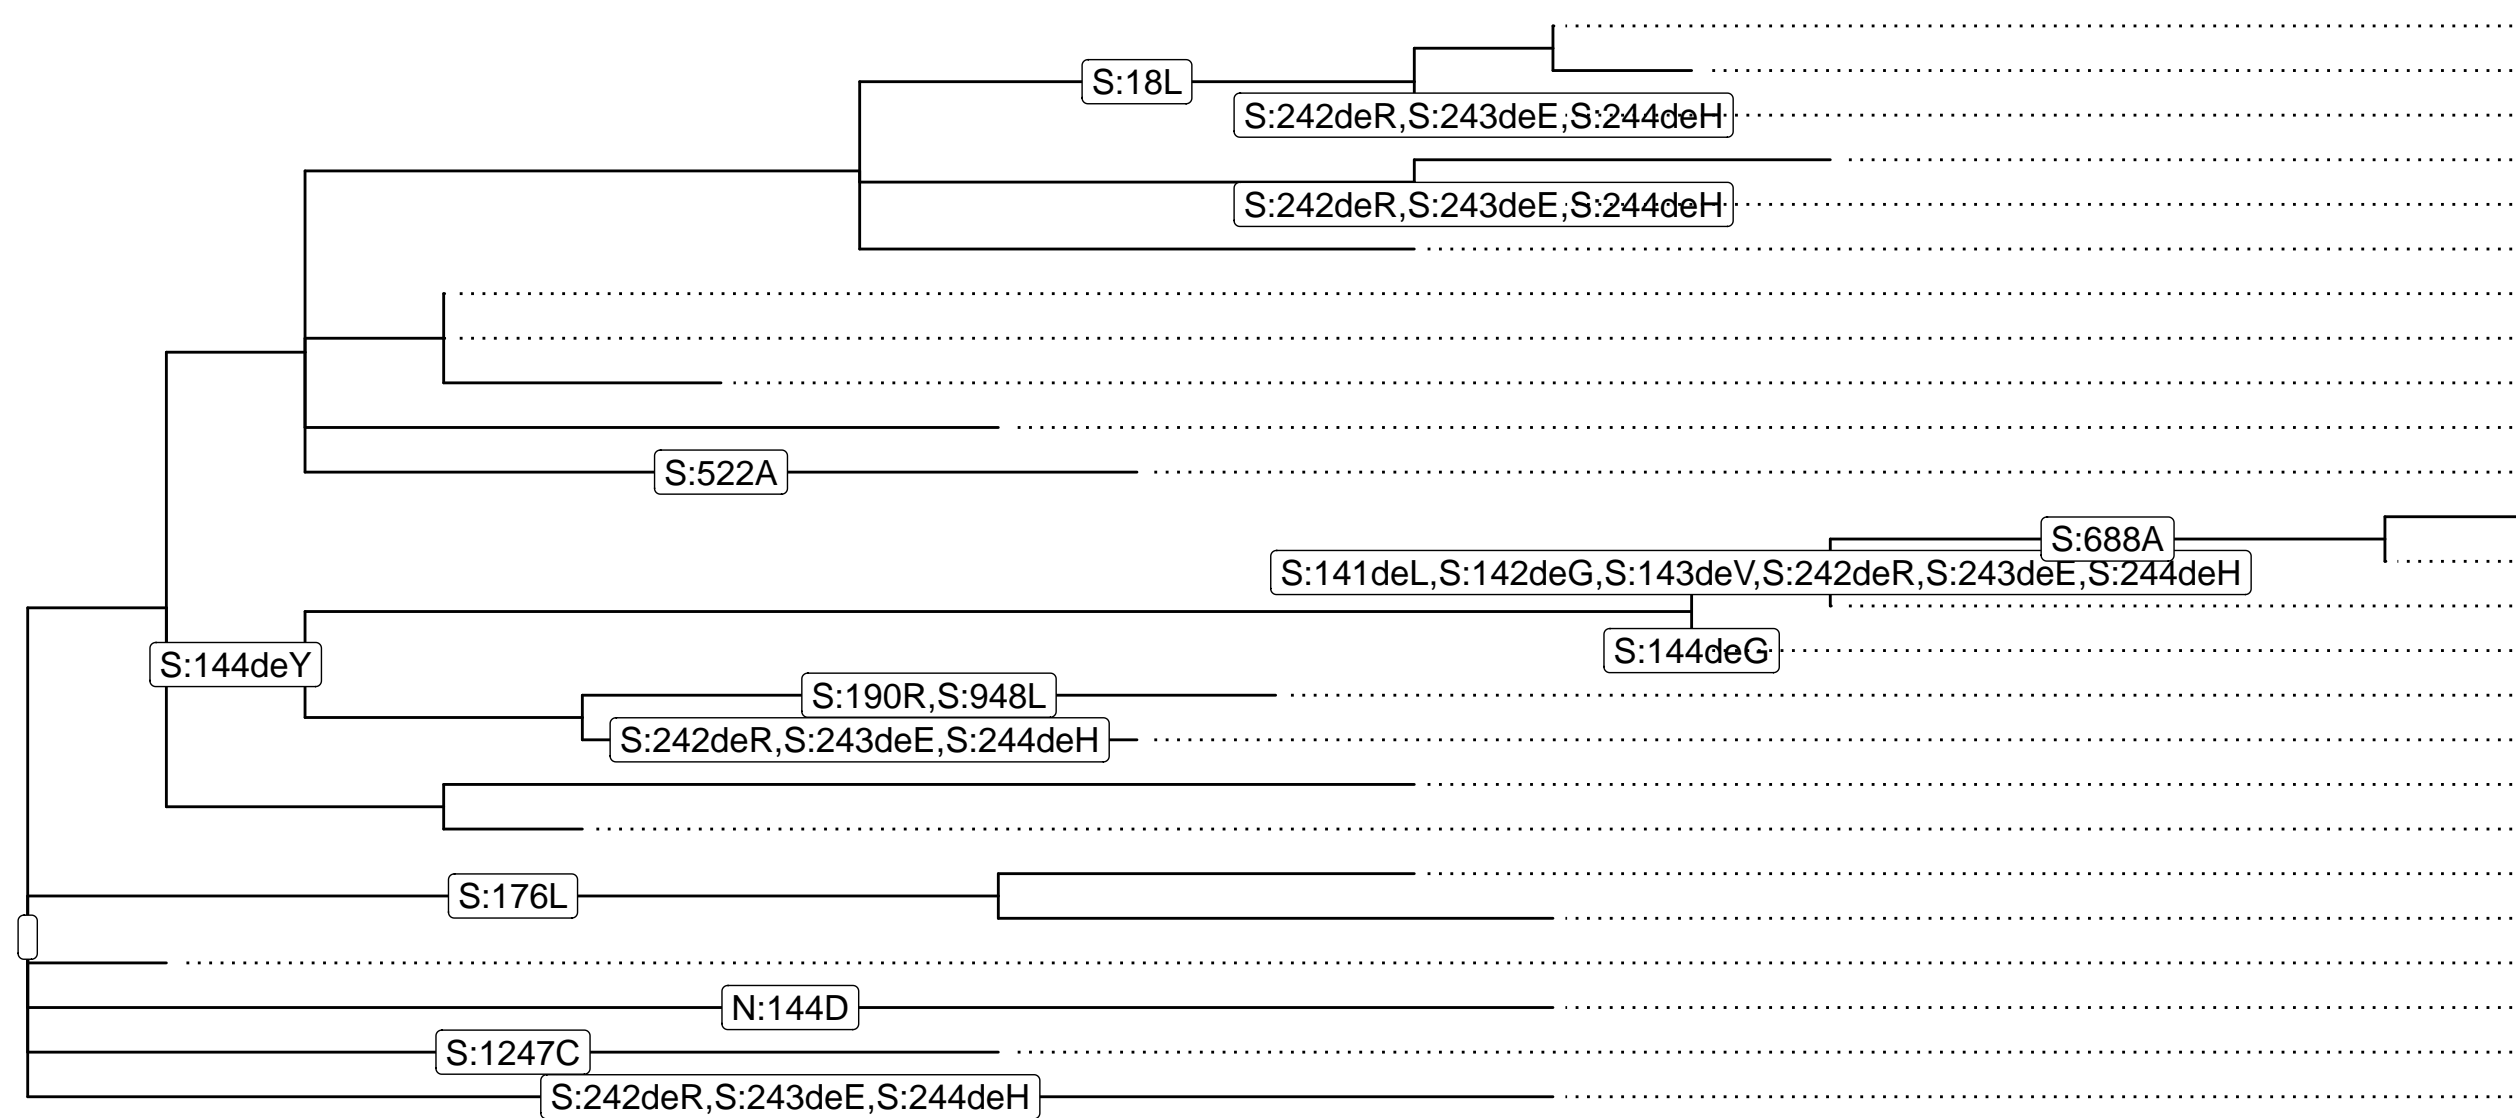 S:18L
S:242deR,S:243deE,S:244deH
S:242deR,S:243deE,S:244deH
S:522A
S:688A
S:141deL,S:142deG,S:143deV,S:242deR,S:243deE,S:244deH
S:144deG
S:144deY
S:190R,S:948L
S:242deR,S:243deE,S:244deH
S:176L
N:144D
S:1247C
S:242deR,S:243deE,S:244deH